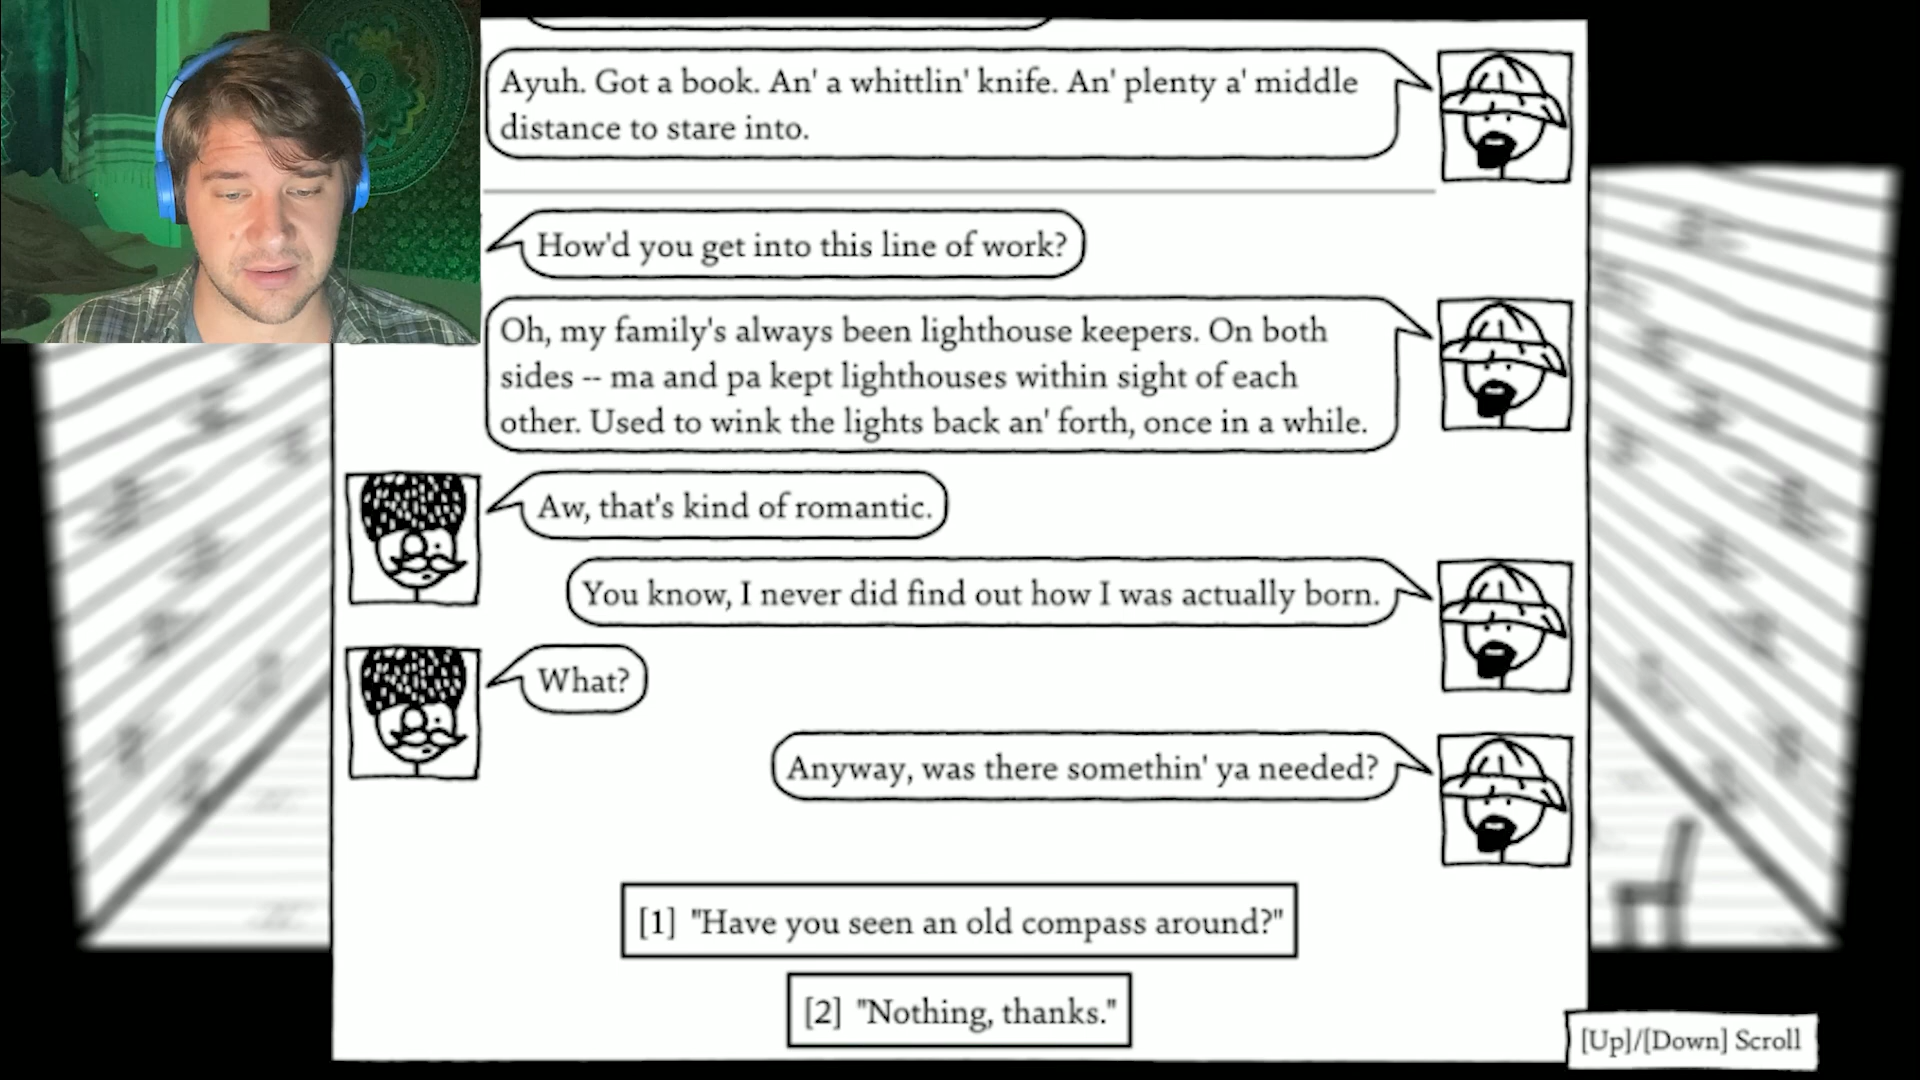 Ayuh. Got a book. An' a whittlin' knife. An' plenty a' middle
distance to stare into.
How'd you get into this line of work?
Oh, my family's always been lighthouse keepers. On both
sides -- ma and pa kept lighthouses within sight of each
other. Used to wink the lights back an' forth, once in a while.
Aw, that's kind of romantic.
You know, I never did find out how I was actually born.
What?
Anyway, was there somethin' ya needed?
[1] "Have you seen an old compass around?"
[2] "Nothing, thanks."
[Up]/[Down] Scroll